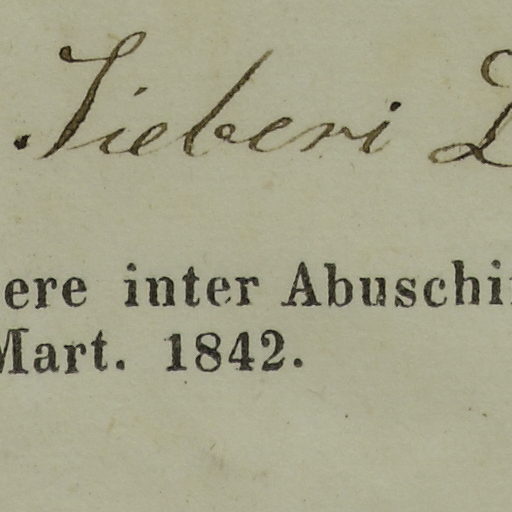 . Sieberi D
ere inter Abuschi
Mart. 1842.